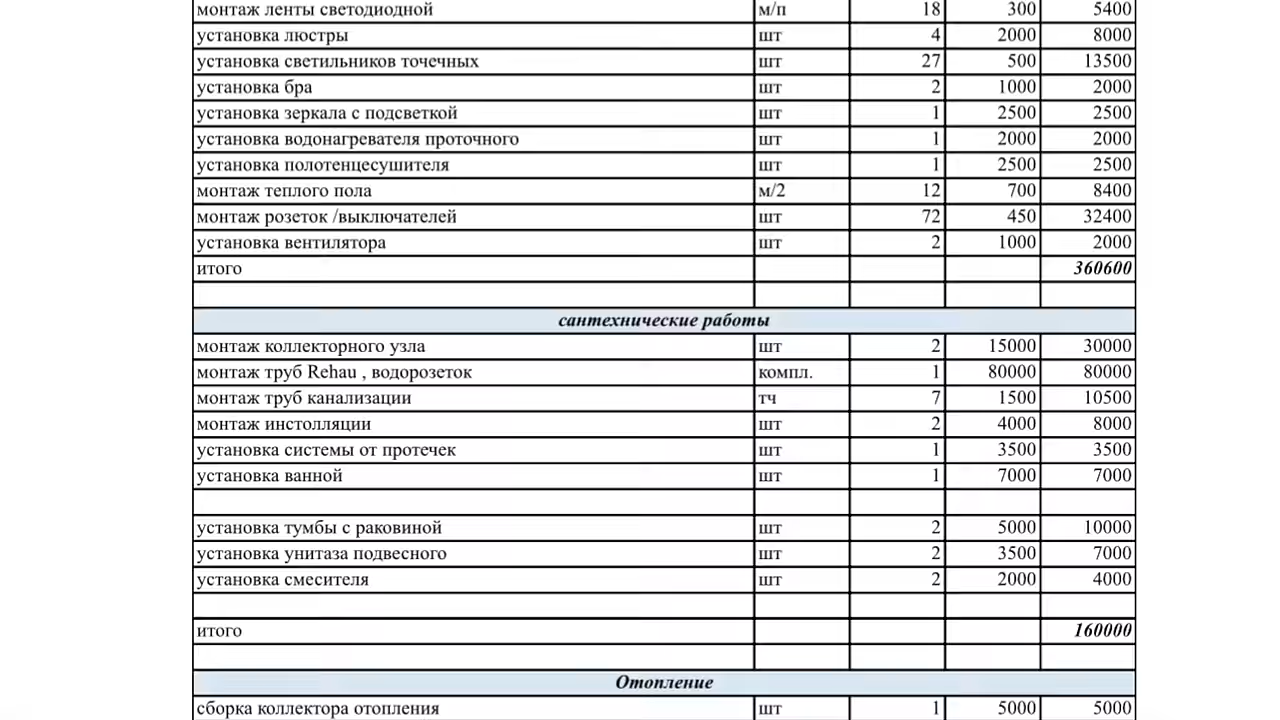 монтаж ленты светодиодной м/п 18 300 5400
установка люстры шт 4 2000 8000
установка светильников точечных шт 27 500 13500
установка бра шт 2 1000 2000
установка зеркала с подсветкой шт 1 2500 2500
установка водонагревателя проточного шт 1 2000 2000
установка полотенцесушителя шт 1 2500 2500
монтаж теплого пола м/2 12 700 8400
монтаж розеток /выключателей шт 72 450 32400
установка вентилятора шт 2 1000 2000
итого 360600
сантехнические работы
монтаж коллекторного узла шт 2 15000 30000
монтаж труб Rehau , водорозеток компл. 1 80000 80000
монтаж труб канализации тч 7 1500 10500
монтаж инстолляции шт 2 4000 8000
установка системы от протечек шт 1 3500 3500
установка ванной шт 1 7000 7000
установка тумбы с раковиной шт 2 5000 10000
установка унитаза подвесного шт 2 3500 7000
установка смесителя шт 2 2000 4000
итого 160000
Отопление
сборка коллектора отопления шт 1 5000 5000